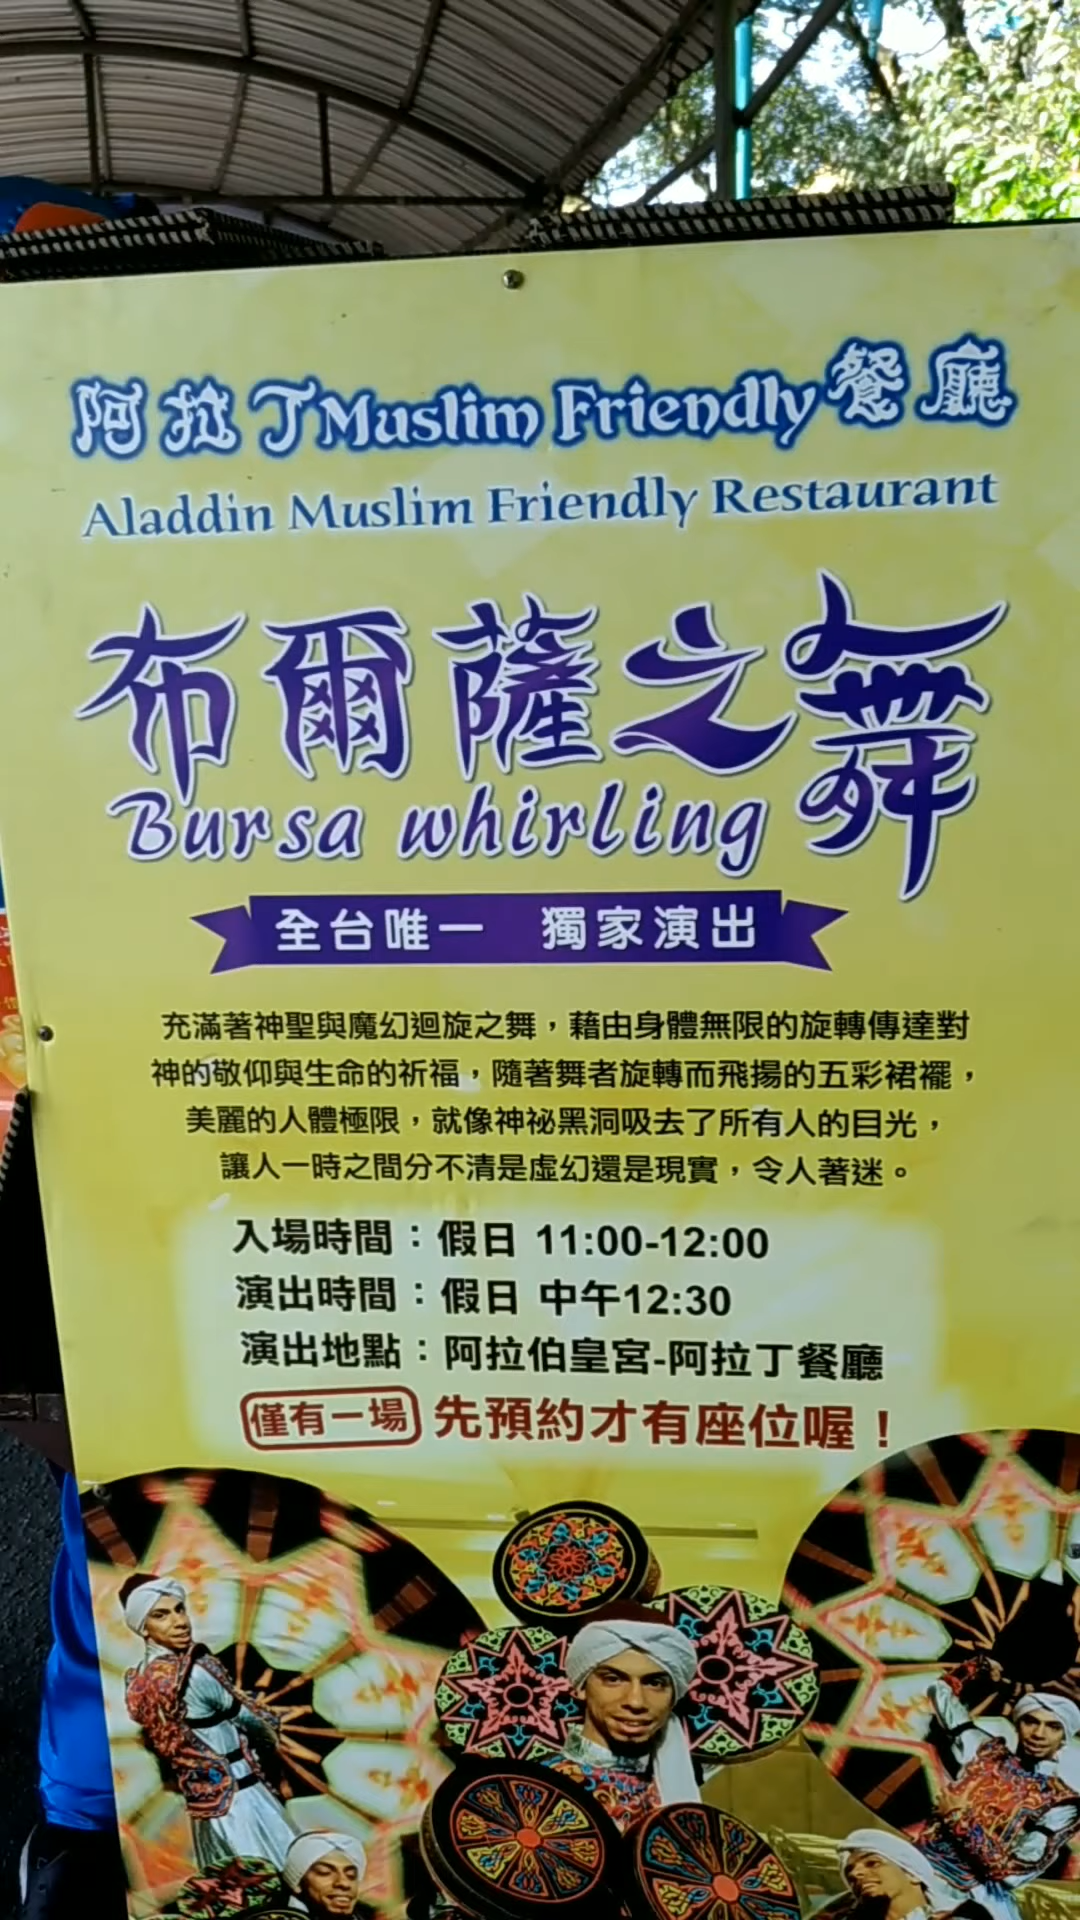 阿拉丁Muslim Friendly餐廳
Aladdin Muslim Friendly Restaurant
布爾薩之舞
Bursa whirling
全台唯一 獨家演出
充滿著神聖與魔幻迴旋之舞，藉由身體無限的旋轉傳達對
神的敬仰與生命的祈福，隨著舞者旋轉而飛揚的五彩裙襬，
美麗的人體極限，就像神祕黑洞吸去了所有人的目光，
讓人一時之間分不清是虛幻還是現實，令人著迷。
入場時間：假日 11:00-12:00
演出時間：假日 中午12:30
演出地點：阿拉伯皇宮-阿拉丁餐廳
僅有一場 先預約才有座位喔！